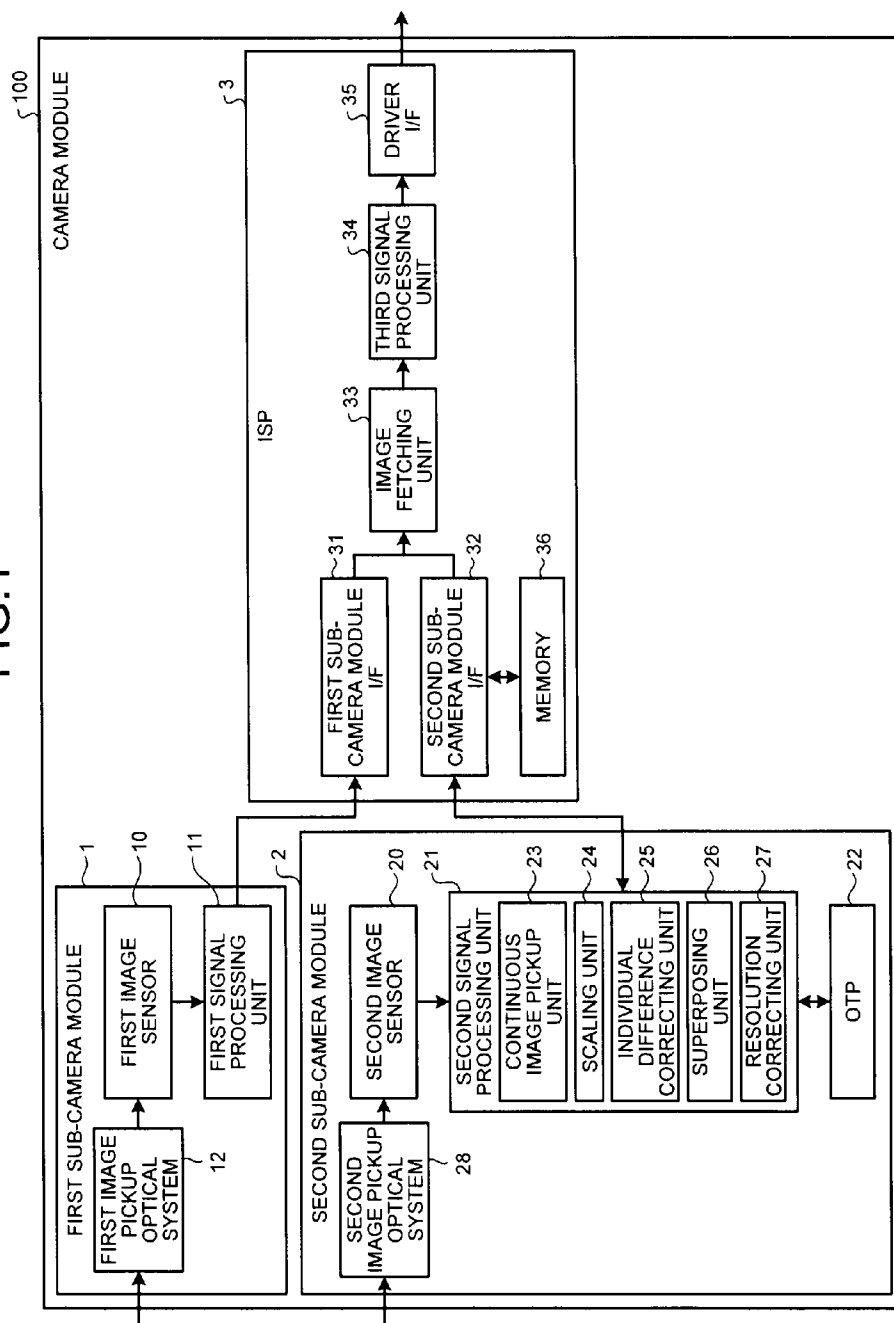 FIG.1
100
CAMERA MODULE
1
FIRST SUB-CAMERA MODULE
FIRST IMAGE
PICKUP
OPTICAL
SYSTEM
12
FIRST IMAGE
SENSOR
10
FIRST SIGNAL
PROCESSING
UNIT
11
2
SECOND SUB-CAMERA MODULE
SECOND
IMAGE PICKUP
OPTICAL
SYSTEM
28
SECOND IMAGE
SENSOR
20
SECOND SIGNAL
PROCESSING UNIT
21
CONTINUOUS
IMAGE PICKUP
UNIT
23
SCALING UNIT
24
INDIVIDUAL
DIFFERENCE
CORRECTING UNIT
25
SUPERPOSING
UNIT
26
RESOLUTION
CORRECTING UNIT
27
OTP
22
3
ISP
FIRST SUB-
CAMERA MODULE
I/F
31
SECOND SUB-
CAMERA MODULE
I/F
32
MEMORY
36
IMAGE
FETCHING
UNIT
33
THIRD SIGNAL
PROCESSING
UNIT
34
DRIVER
I/F
35